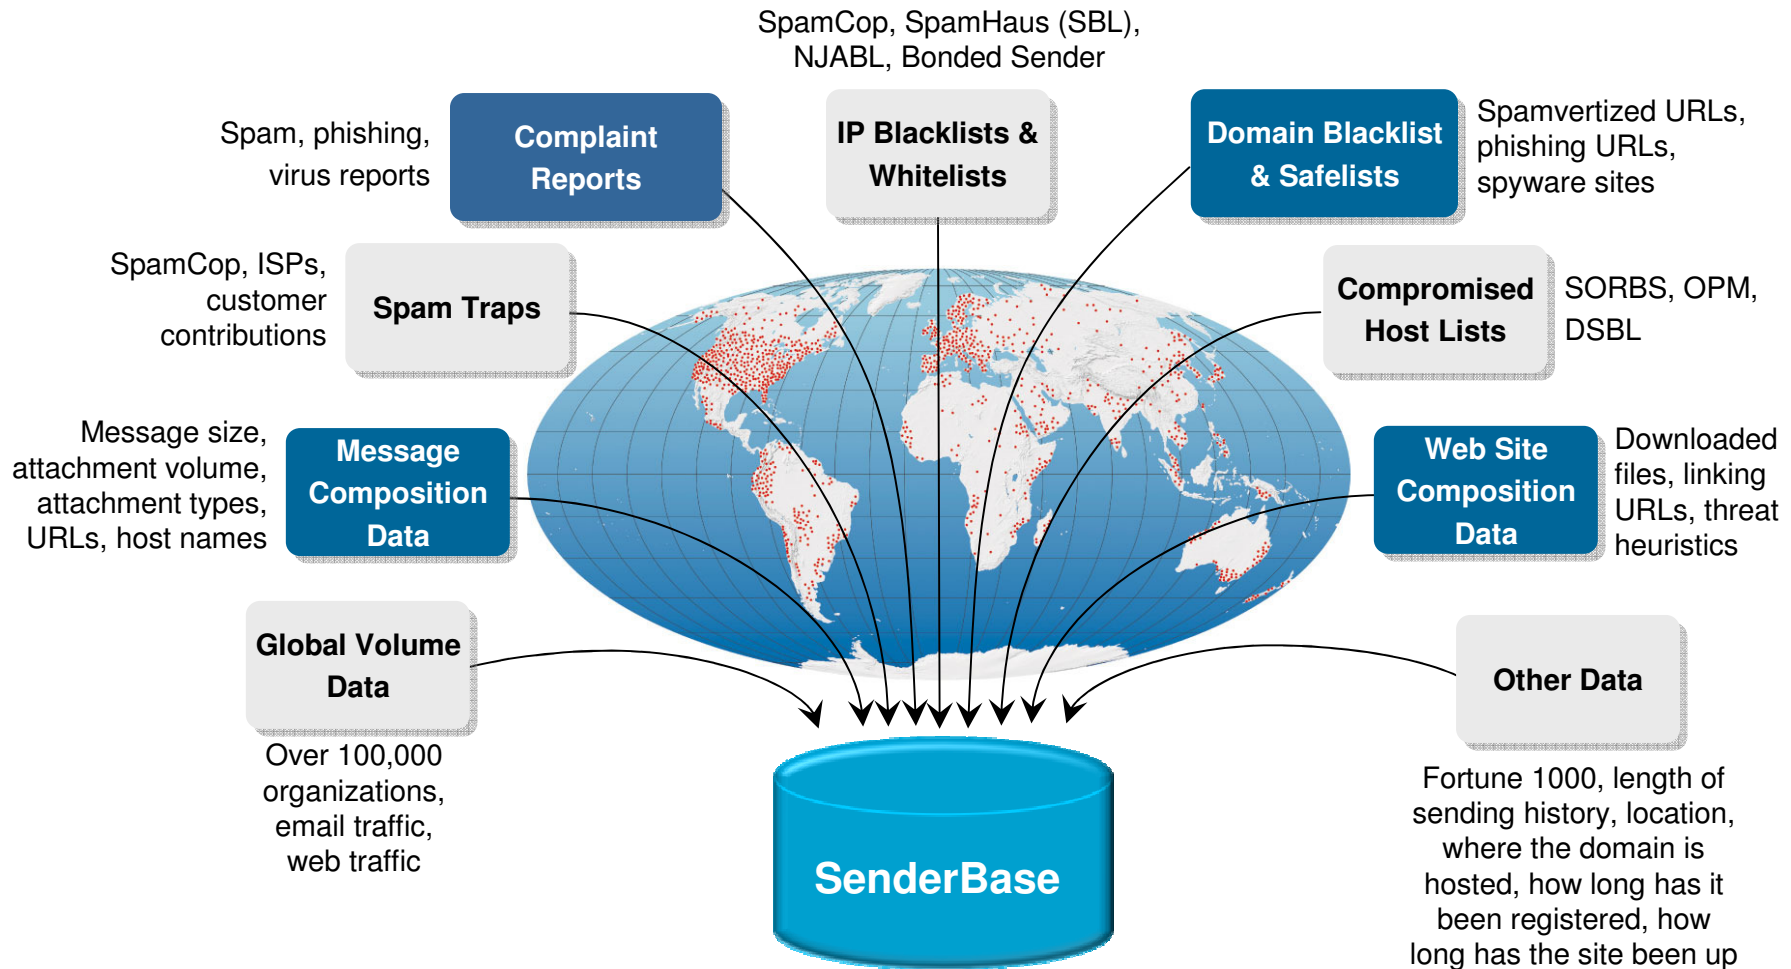 SpamCop, SpamHaus (SBL),
NJABL, Bonded Sender
Spam, phishing,
virus reports
Complaint
Reports
IP Blacklists &
Whitelists
Domain Blacklist
& Safelists
Spamvertized URLs,
phishing URLs,
spyware sites
SpamCop, ISPs,
customer
contributions
Spam Traps
Compromised
Host Lists
SORBS, OPM,
DSBL
Message size,
attachment volume,
attachment types,
URLs, host names
Message
Composition
Data
Web Site
Composition
Data
Downloaded
files, linking
URLs, threat
heuristics
Global Volume
Data
Over 100,000
organizations,
email traffic,
web traffic
Other Data
Fortune 1000, length of
sending history, location,
where the domain is
hosted, how long has it
been registered, how
long has the site been up
SenderBase